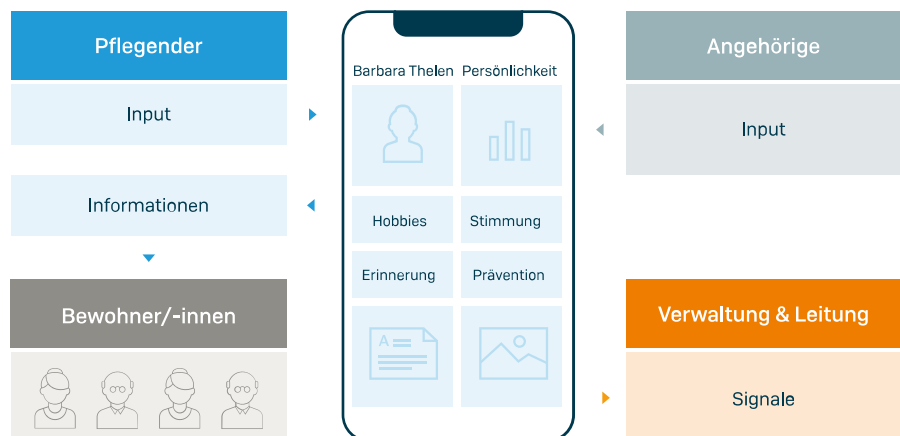 Pflegender
Input
Informationen
Bewohner/-innen
Barbara Thelen
Persönlichkeit
Hobbies
Stimmung
Erinnerung
Prävention
A
Angehörige
Input
Verwaltung & Leitung
Signale